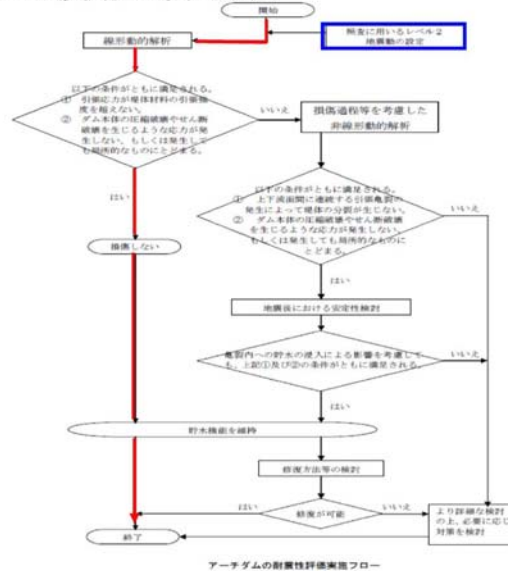 開始
照査に用いるレベル2
地震動の設定
線形動的解析
以下の条件がともに満足される。
① 引張応力が堤体材料の引張強
度を超えない。
② ダム本体の圧縮破壊やせん断
破壊を生じるような応力が発
生しない、もしくは発生して
も局所的なものにとどまる。
いいえ
はい
損傷過程等を考慮した
非線形動的解析
以下の条件がともに満足される。
① 上下流面間に連続する引張亀裂の
発生によって堤体の分断が生じない。
② ダム本体の圧縮破壊やせん断破壊
を生じるような応力が発生しない、
もしくは発生しても局所的なものに
とどまる。
いいえ
はい
損傷しない
地震後における安定性検討
亀裂内への貯水の浸入による影響を考慮して
も、上記①及び②の条件がともに満足される。
いいえ
はい
貯水機能を維持
修復方法等の検討
修復が可能
はい
いいえ
より詳細な検討
の上、必要に応じ
対策を検討
終了
アーチダムの耐震性評価実施フロー